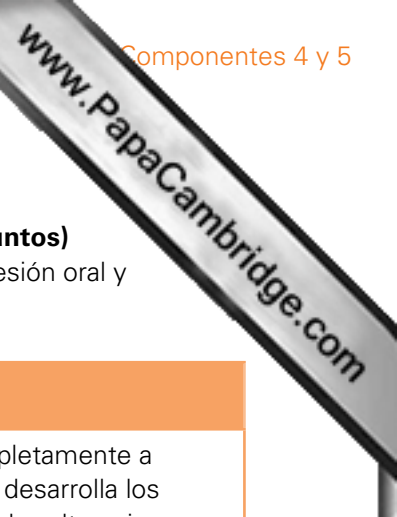 Componentes 4 y 5
www.PapaCambridge.com
untos)
esión oral y
pletamente a
desarrolla los